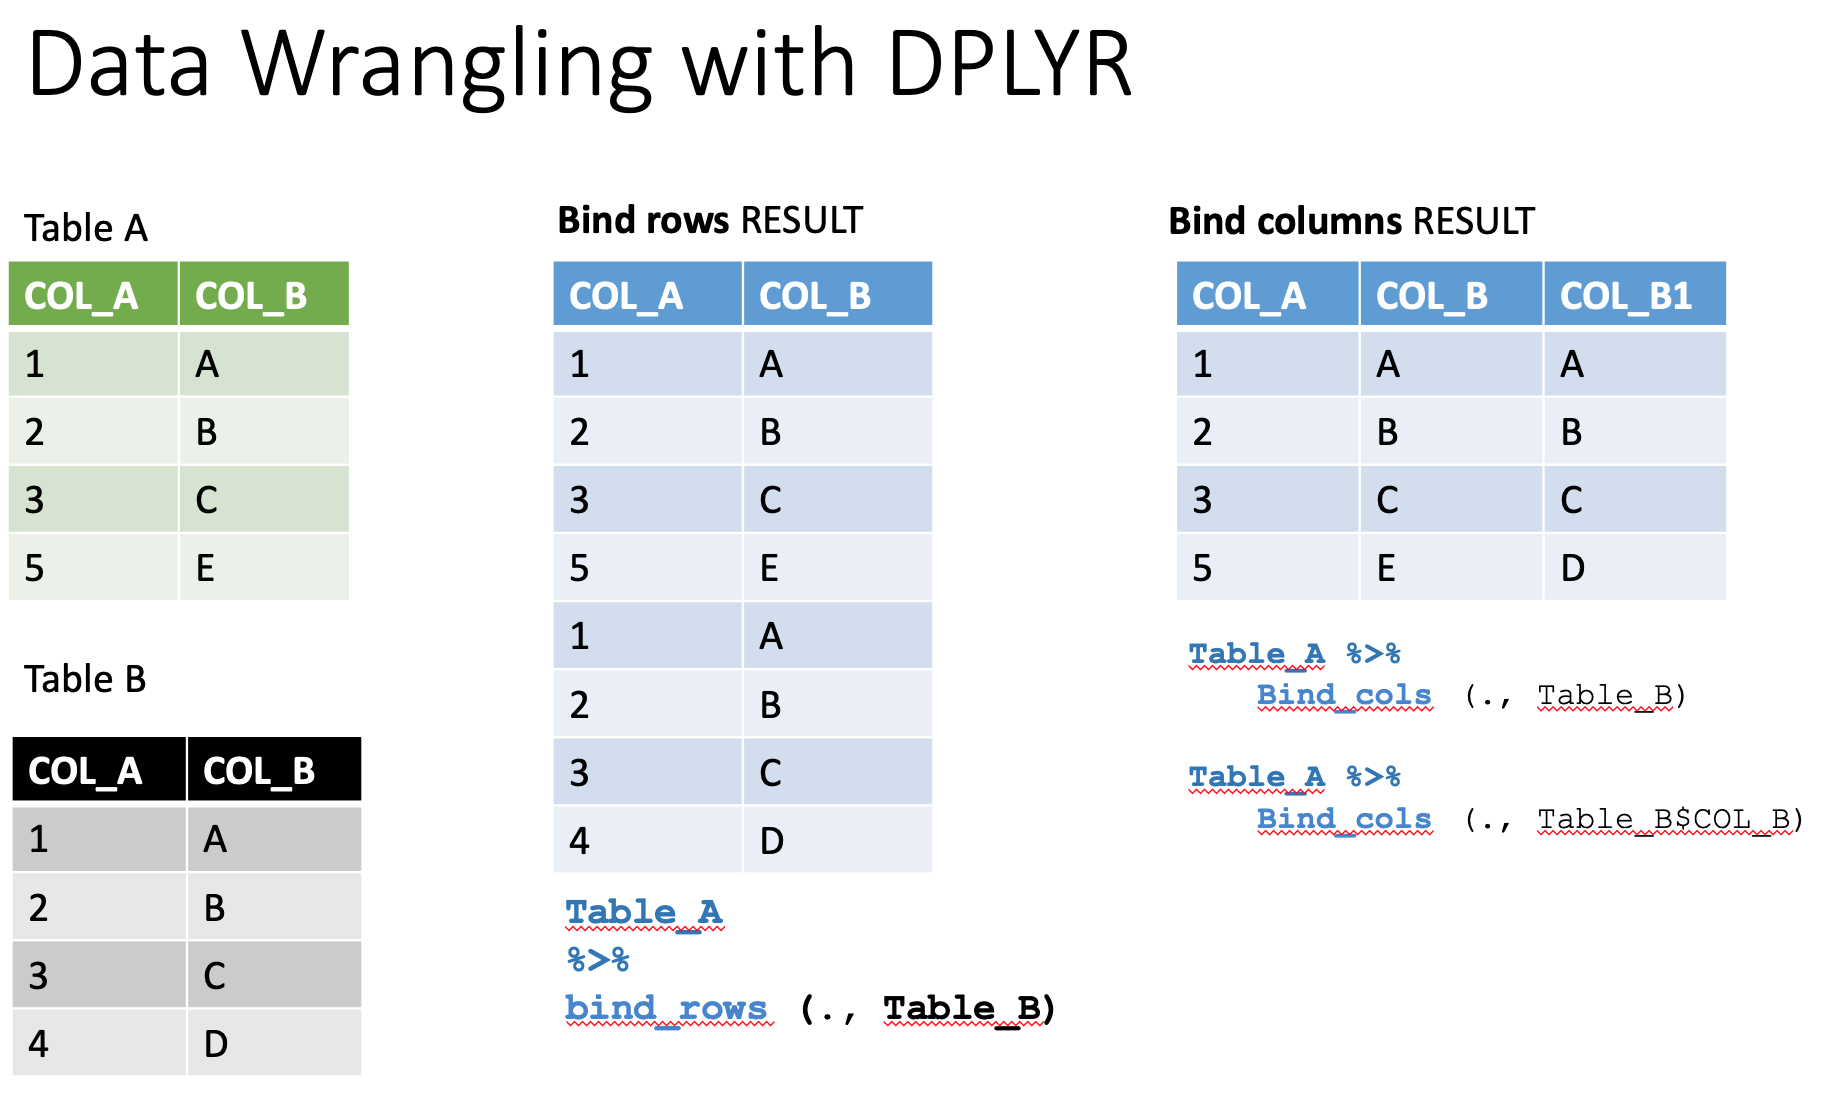 Data Wrangling with DPLYR
Table A
COL_A COL_B
1 A
2 B
3 C
5 E
Table B
COL_A COL_B
1 A
2 B
3 C
4 D
Bind rows RESULT
COL_A COL_B
1 A
2 B
3 C
5 E
1 A
2 B
3 C
4 D
Table_A
%>%
bind_rows (., Table_B)
Bind columns RESULT
COL_A COL_B COL_B1
1 A A
2 B B
3 C C
5 E D
Table_A %>%
Bind_cols (., Table_B)
Table_A %>%
Bind_cols (., Table_B$COL_B)